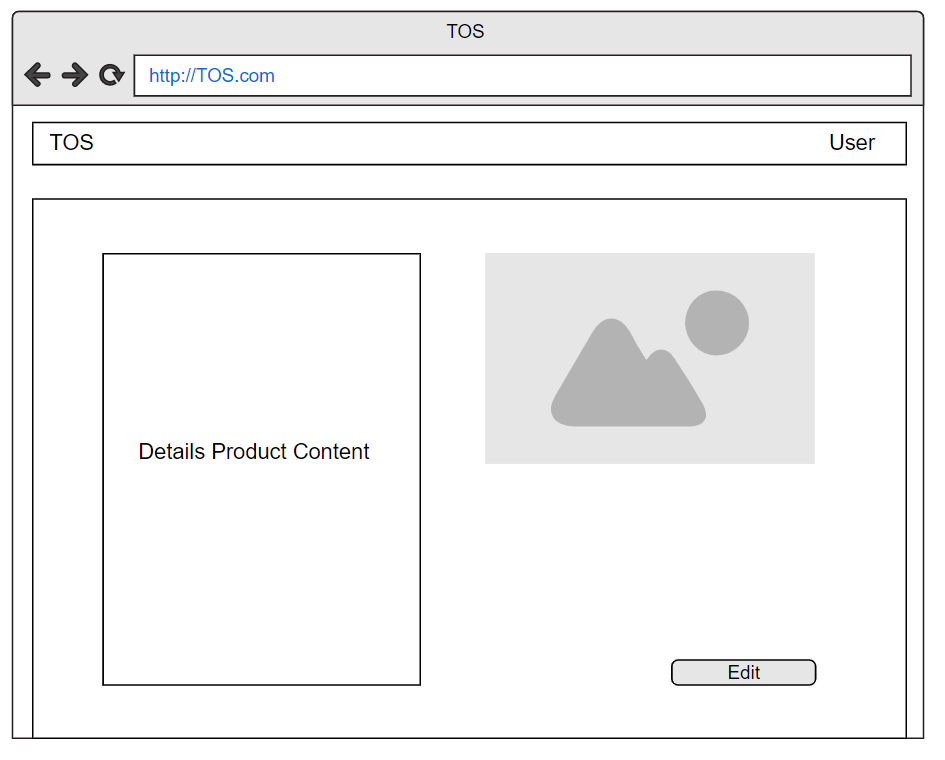 TOS
http://TOS.com
TOS
User
Details Product Content
Edit